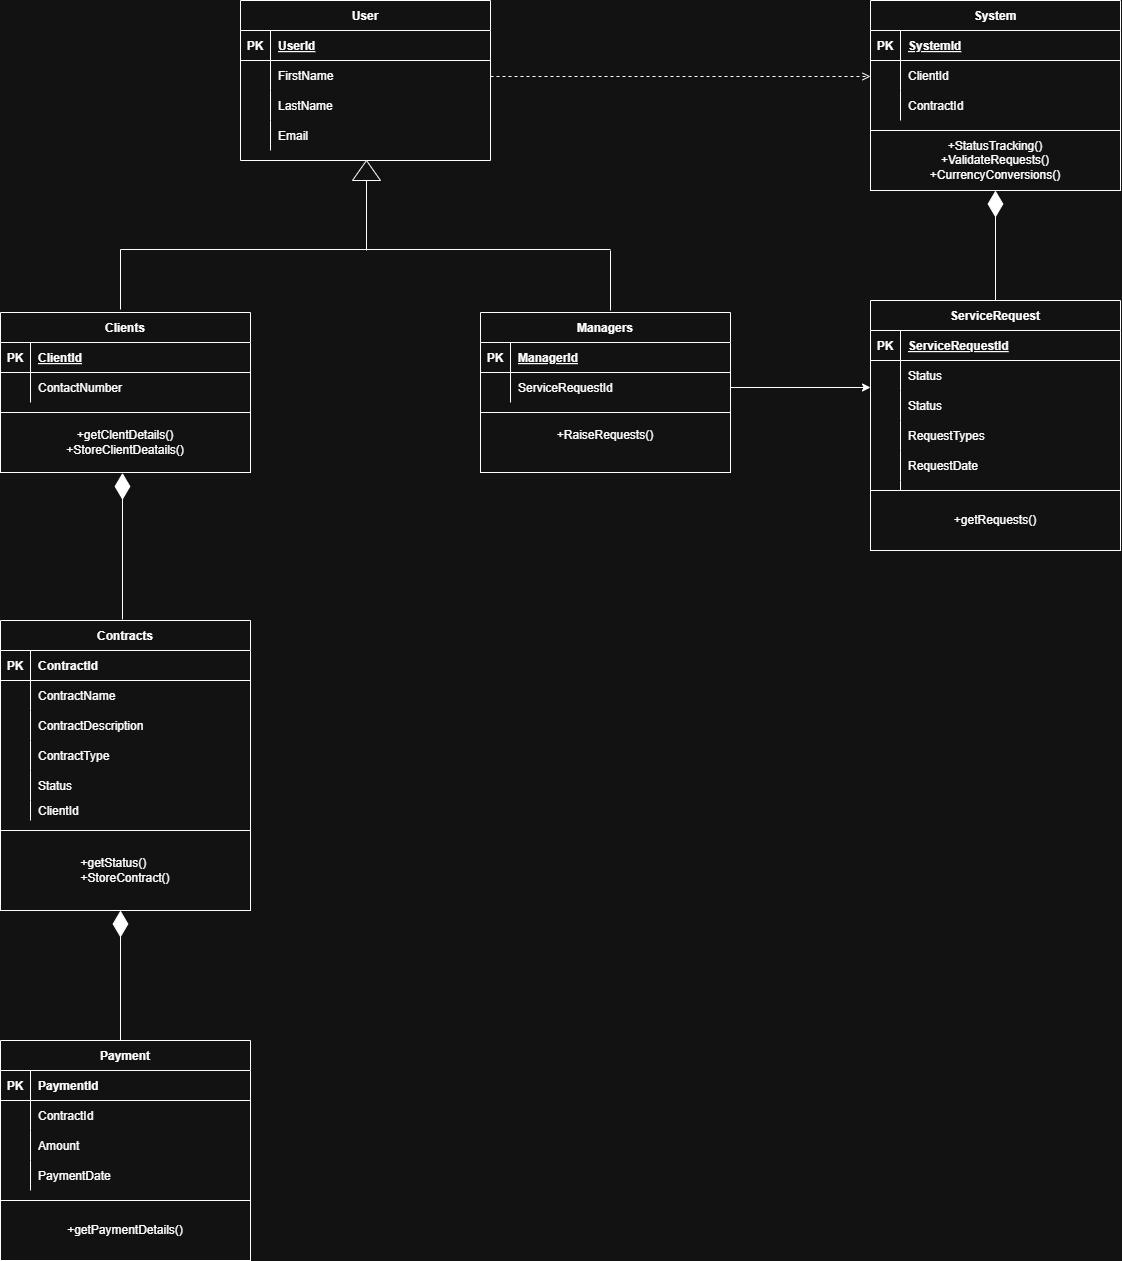 User
PK UserId
FirstName
LastName
Email
System
PK SystemId
ClientId
ContractId
+StatusTracking()
+ValidateRequests()
+CurrencyConversions()
Clients
PK ClientId
ContactNumber
+getClentDetails()
+StoreClientDeatails()
Managers
PK ManagerId
ServiceRequestId
+RaiseRequests()
ServiceRequest
PK ServiceRequestId
Status
Status
RequestTypes
RequestDate
+getRequests()
Contracts
PK ContractId
ContractName
ContractDescription
ContractType
Status
ClientId
+getStatus()
+StoreContract()
Payment
PK PaymentId
ContractId
Amount
PaymentDate
+getPaymentDetails()